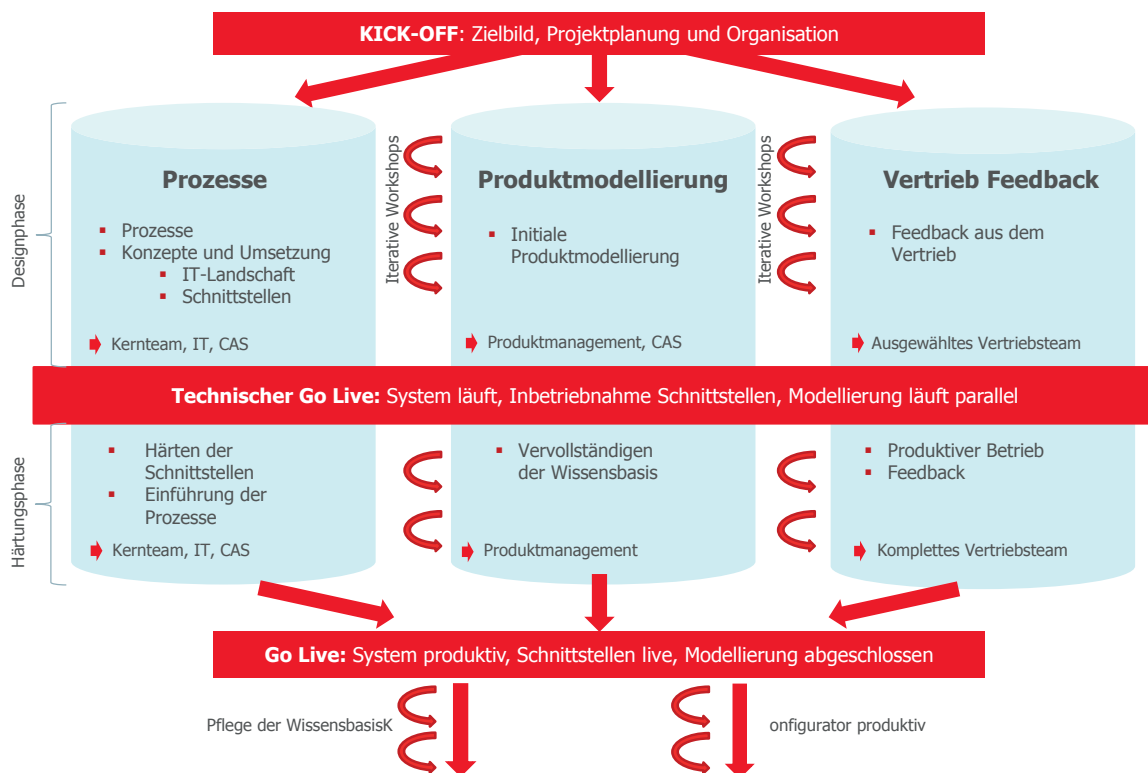 KICK-OFF: Zielbild, Projektplanung und Organisation
Designphase
Prozesse
Prozesse
Konzepte und Umsetzung
IT-Landschaft
Schnittstellen
Kernteam, IT, CAS
Iterative Workshops
Produktmodellierung
Initiale
Produktmodellierung
Produktmanagement, CAS
Iterative Workshops
Vertrieb Feedback
Feedback aus dem
Vertrieb
Ausgewähltes Vertriebsteam
Technischer Go Live: System läuft, Inbetriebnahme Schnittstellen, Modellierung läuft parallel
Härtungsphase
Härten der
Schnittstellen
Einführung der
Prozesse
Kernteam, IT, CAS
Vervollständigen
der Wissensbasis
Produktmanagement
Produktiver Betrieb
Feedback
Komplettes Vertriebsteam
Go Live: System produktiv, Schnittstellen live, Modellierung abgeschlossen
Pflege der WissensbasisK
onfigurator produktiv